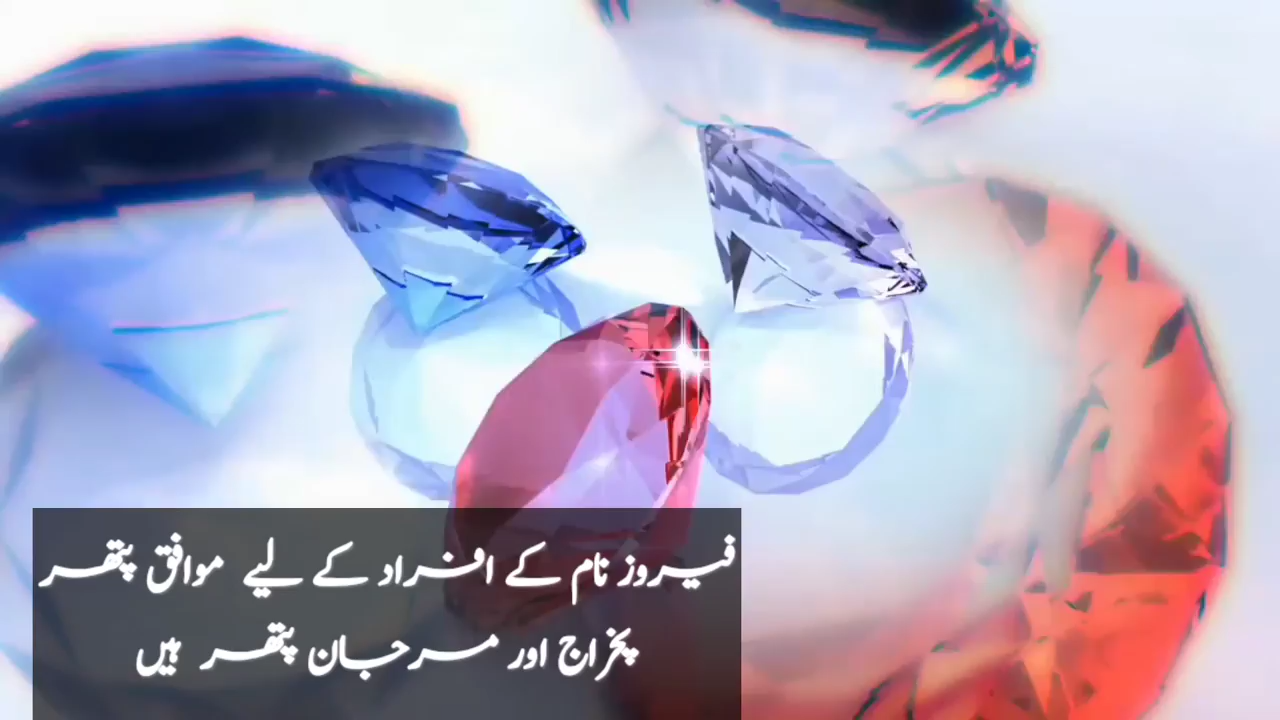 فیروز نام کے افراد کے لیے موافق پتھر
پکھراج اور مرجان پتھر ہیں